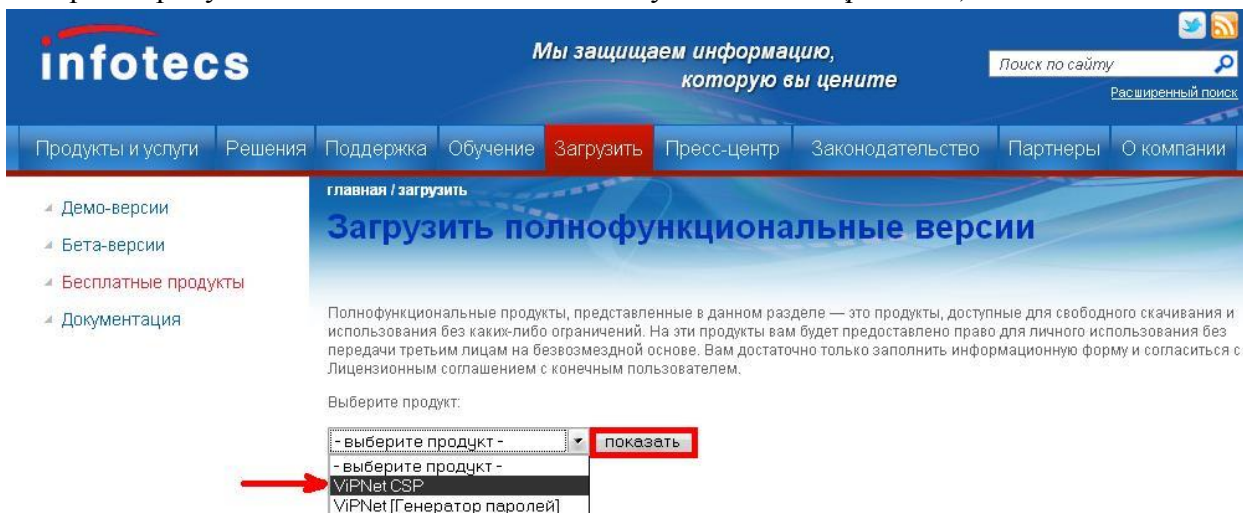 infotecs
Мы защищаем информацию,
которую вы цените
Поиск по сайту
Расширенный поиск
Продукты и услуги Решения Поддержка Обучение Загрузить Пресс-центр Законодательство Партнеры О компании
Демо-версии
Бета-версии
Бесплатные продукты
Документация
главная / загрузить
Загрузить полнофункциональные версии
Полнофункциональные продукты, представленные в данном разделе — это продукты, доступные для свободного скачивания и
использования без каких-либо ограничений. На эти продукты вам будет предоставлено право для личного использования без
передачи третьим лицам на безвозмездной основе. Вам достаточно только заполнить информационную форму и согласиться с
Лицензионным соглашением с конечным пользователем.
Выберите продукт:
- выберите продукт - показать
- выберите продукт -
ViPNet CSP
ViPNet [Генератор паролей]